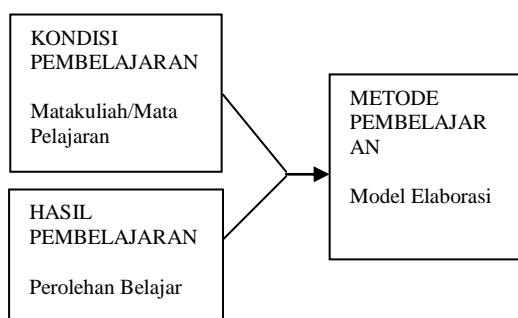 KONDISI
PEMBELAJARAN
Matakuliah/Mata
Pelajaran
HASIL
PEMBELAJARAN
Perolehan Belajar
METODE
PEMBELAJAR
AN
Model Elaborasi